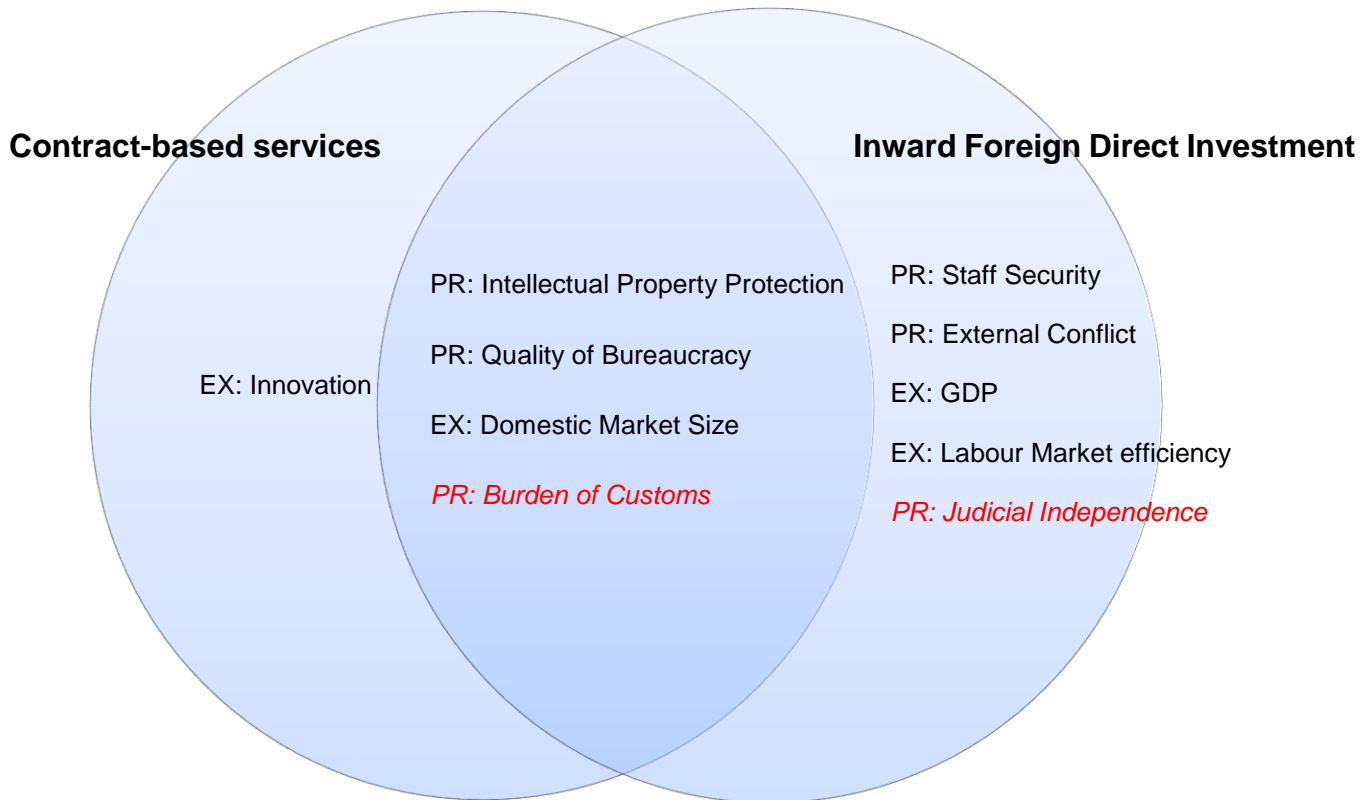 Contract-based services
Inward Foreign Direct Investment
EX: Innovation
PR: Intellectual Property Protection
PR: Quality of Bureaucracy
EX: Domestic Market Size
PR: Burden of Customs
PR: Staff Security
PR: External Conflict
EX: GDP
EX: Labour Market efficiency
PR: Judicial Independence